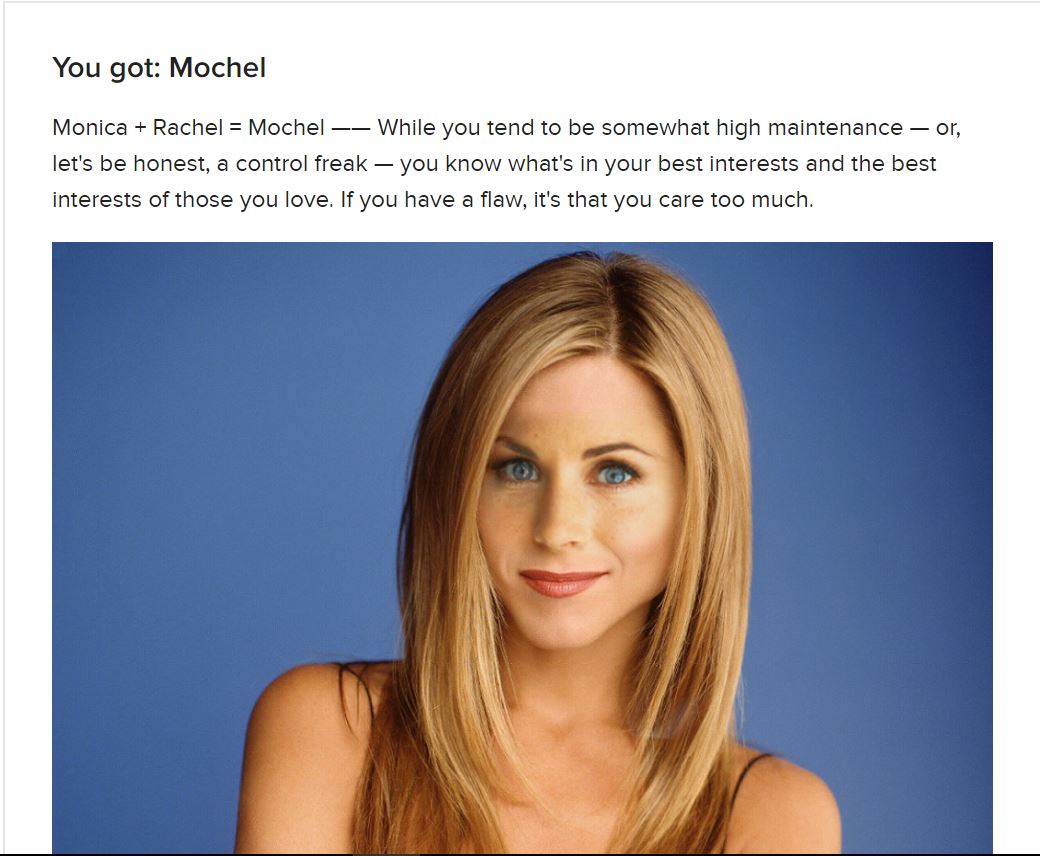 You got: Mochel
Monica + Rachel = Mochel —— While you tend to be somewhat high maintenance — or,
let's be honest, a control freak — you know what's in your best interests and the best
interests of those you love. If you have a flaw, it's that you care too much.